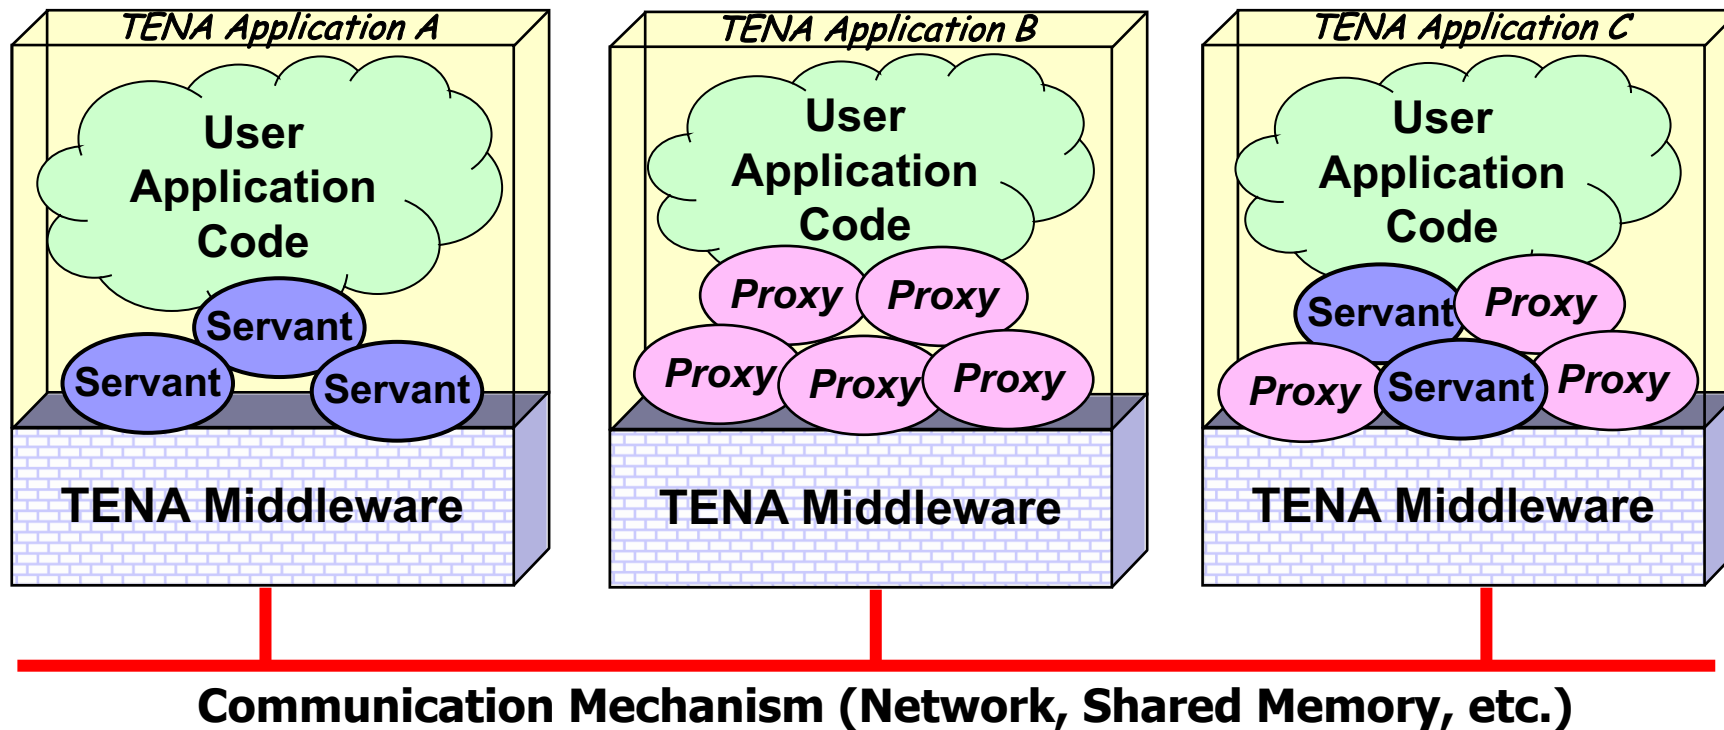 TENA Application A
User
Application
Code
Servant
Servant
Servant
TENA Middleware
TENA Application B
User
Application
Code
Proxy
Proxy
Proxy
Proxy
Proxy
TENA Middleware
TENA Application C
User
Application
Code
Servant
Proxy
Proxy
Servant
Proxy
TENA Middleware
Communication Mechanism (Network, Shared Memory, etc.)